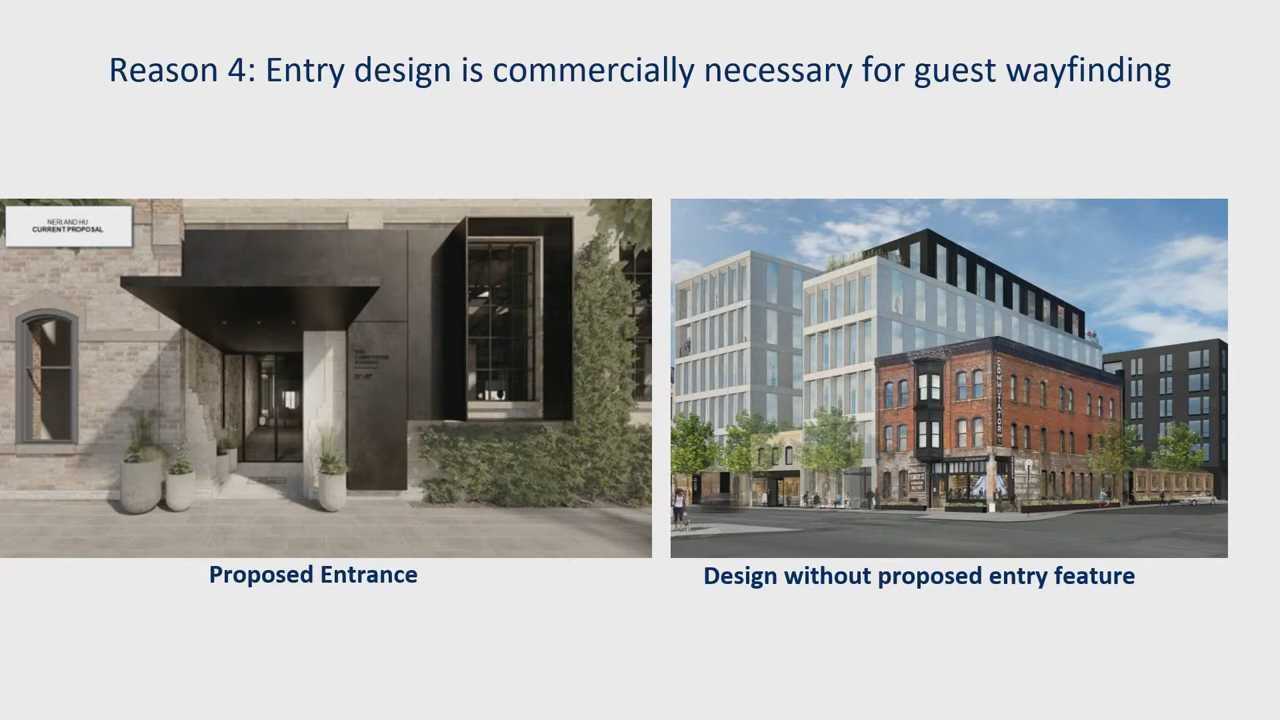 Reason 4: Entry design is commercially necessary for guest wayfinding
NERI AND HU
CURRENT PROPOSAL
COMMUTATOR
Proposed Entrance
Design without proposed entry feature